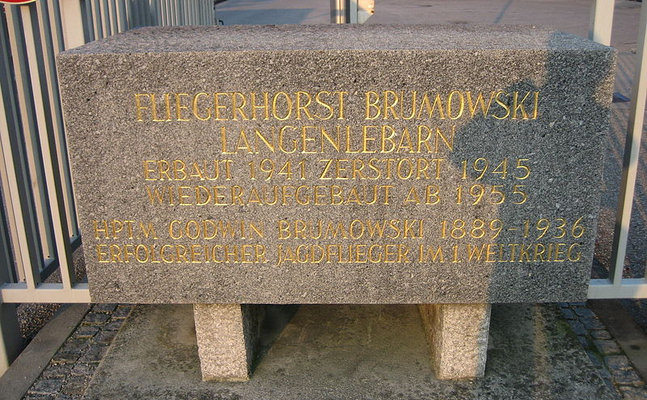 FLIEGERHORST BRUMOWSKI
LANGENLEBARN
ERBAUT 1941 ZERSTÖRT 1945
WIEDERAUFGEBAUT AB 1955
HPTM. GODWIN BRUMOWSKI 1889-1936
ERFOLGREICHER JAGDFLIEGER IM 1. WELTKRIEG